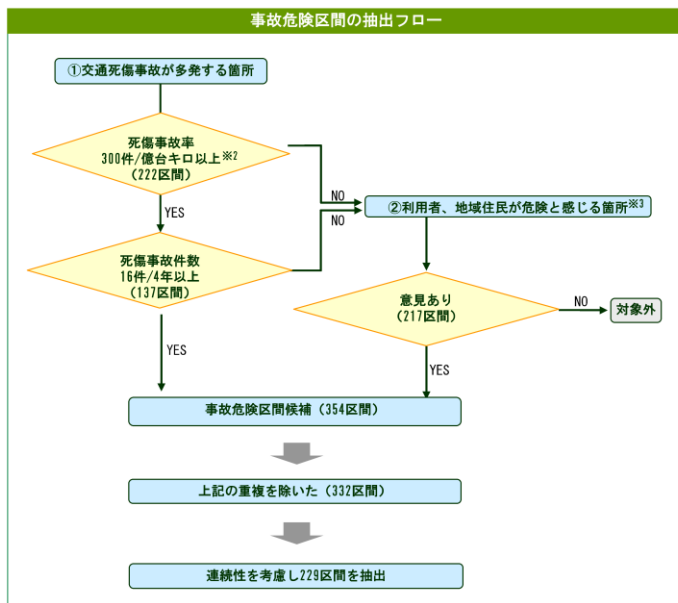 事故危険区間の抽出フロー
①交通死傷事故が多発する箇所
死傷事故率
300件/億台キロ以上※2
(222区間)
NO
②利用者、地域住民が危険と感じる箇所※3
NO
YES
死傷事故件数
16件/4年以上
(137区間)
意見あり
(217区間)
NO
対象外
YES
YES
事故危険区間候補（354区間）
上記の重複を除いた（332区間）
連続性を考慮し229区間を抽出